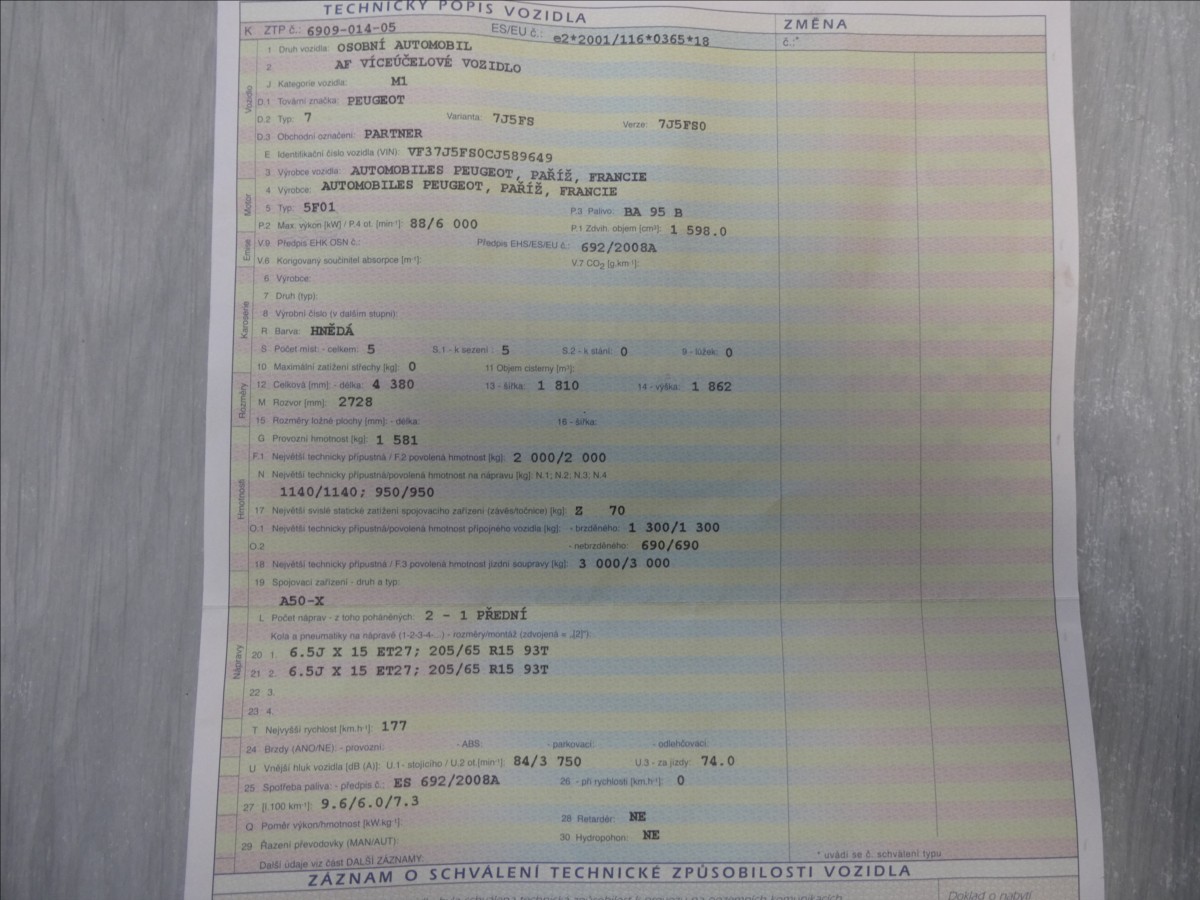 TECHNICKÝ POPIS VOZIDLA
ZMĚNA
K ZTP č.: 6909-014-05 ES/EU č.: e2*2001/116*0365*18 č.:*
Vozidlo
1 Druh vozidla: OSOBNÍ AUTOMOBIL
2 AF VÍCEÚČELOVÉ VOZIDLO
J Kategorie vozidla: M1
D.1 Tovární značka: PEUGEOT
D.2 Typ: 7 Varianta: 7J5FS Verze: 7J5FS0
D.3 Obchodní označení: PARTNER
E Identifikační číslo vozidla (VIN): VF37J5FS0CJ589649
3 Výrobce vozidla: AUTOMOBILES PEUGEOT, PAŘÍŽ, FRANCIE
Motor
4 Výrobce: AUTOMOBILES PEUGEOT, PAŘÍŽ, FRANCIE
5 Typ: 5F01 P.3 Palivo: BA 95 B
P.2 Max. výkon [kW] / P.4 ot. [min⁻¹]: 88/6 000 P.1 Zdvih. objem [cm³]: 1 598.0
Emise
V.9 Předpis EHK OSN č.: Předpis EHS/ES/EU č.: 692/2008A
V.6 Korigovaný součinitel absorpce [m⁻¹]: V.7 CO₂ [g.km⁻¹]:
Karoserie
6 Výrobce:
7 Druh (typ):
8 Výrobní číslo (v dalším stupni):
R Barva: HNĚDÁ
S Počet míst: - celkem: 5 S.1 - k sezení: 5 S.2 - k stání: 0 9 - lůžek: 0
10 Maximální zatížení střechy [kg]: 0 11 Objem cisterny [m³]:
Rozměry
12 Celková [mm]: - délka: 4 380 13 - šířka: 1 810 14 - výška: 1 862
M Rozvor [mm]: 2728
15 Rozměry ložné plochy [mm]: - délka: 16 - šířka:
Hmotnosti
G Provozní hmotnost [kg]: 1 581
F.1 Největší technicky přípustná / F.2 povolená hmotnost [kg]: 2 000/2 000
N Největší technicky přípustná/povolená hmotnost na nápravu [kg]: N.1; N.2; N.3; N.4
1140/1140; 950/950
17 Největší svislé statické zatížení spojovacího zařízení (závěs/točnice) [kg]: Z 70
O.1 Největší technicky přípustná/povolená hmotnost přípojného vozidla [kg]: - brzděného: 1 300/1 300
O.2 - nebrzděného: 690/690
18 Největší technicky přípustná / F.3 povolená hmotnost jízdní soupravy [kg]: 3 000/3 000
19 Spojovací zařízení - druh a typ:
A50-X
Nápravy
L Počet náprav - z toho poháněných: 2 - 1 PŘEDNÍ
Kola a pneumatiky na nápravě (1-2-3-4-...) - rozměry/montáž (zdvojená = „[2]“):
20 1. 6.5J X 15 ET27; 205/65 R15 93T
21 2. 6.5J X 15 ET27; 205/65 R15 93T
22 3.
23 4.
T Nejvyšší rychlost [km.h⁻¹]: 177
24 Brzdy (ANO/NE): - provozní: - ABS: - parkovací: - odlehčovací:
U Vnější hluk vozidla [dB (A)]: U.1 - stojícího / U.2 ot.[min⁻¹]: 84/3 750 U.3 - za jízdy: 74.0
25 Spotřeba paliva: - předpis č.: ES 692/2008A 26 - při rychlosti [km.h⁻¹]: 0
27 [l.100 km⁻¹]: 9.6/6.0/7.3
Q Poměr výkon/hmotnost [kW.kg⁻¹]: 28 Retardér: NE
29 Řazení převodovky (MAN/AUT): 30 Hydropohon: NE
Další údaje viz část DALŠÍ ZÁZNAMY.
* uvádí se č. schválení typu
ZÁZNAM O SCHVÁLENÍ TECHNICKÉ ZPŮSOBILOSTI VOZIDLA
Doklad o nabytí